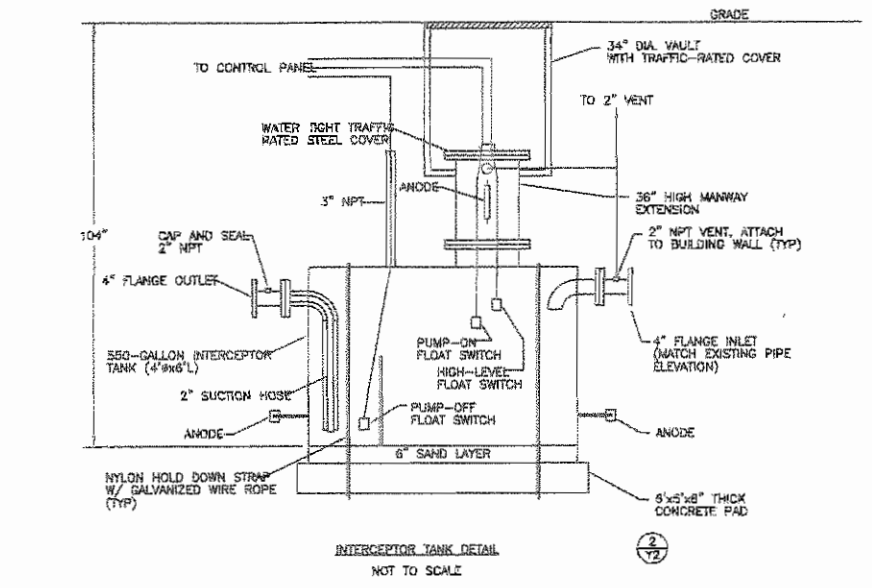 GRADE
34" DIA. VAULT
WITH TRAFFIC-RATED COVER
TO CONTROL PANEL
TO 2" VENT
WATER TIGHT TRAFFIC
RATED STEEL COVER
ANODE
3" NPT
36" HIGH MANWAY
EXTENSION
104"
CAP AND SEAL
2" NPT
2" NPT VENT, ATTACH
TO BUILDING WALL (TYP)
4" FLANGE OUTLET
550-GALLON INTERCEPTOR
TANK (4'øx6'L)
PUMP-ON
FLOAT SWITCH
HIGH-LEVEL
FLOAT SWITCH
4" FLANGE INLET
(MATCH EXISTING PIPE
ELEVATION)
2" SUCTION HOSE
PUMP-OFF
FLOAT SWITCH
ANODE
ANODE
6" SAND LAYER
NYLON HOLD DOWN STRAP
W/ GALVANIZED WIRE ROPE
(TYP)
THICK
CONCRETE PAD
INTERCEPTOR TANK DETAIL
NOT TO SCALE
2
Y2